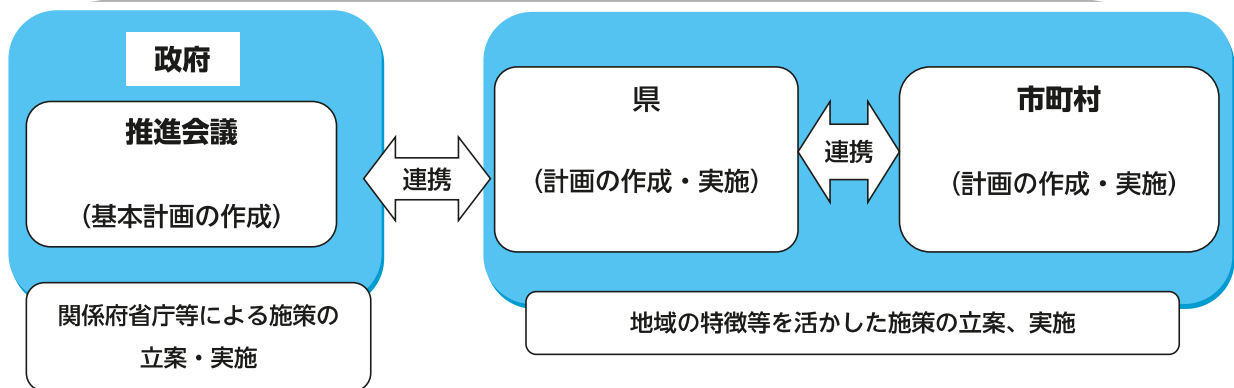 政府
推進会議
（基本計画の作成）
関係府省庁等による施策の
立案・実施
連携
県
（計画の作成・実施）
連携
市町村
（計画の作成・実施）
地域の特徴等を活かした施策の立案、実施